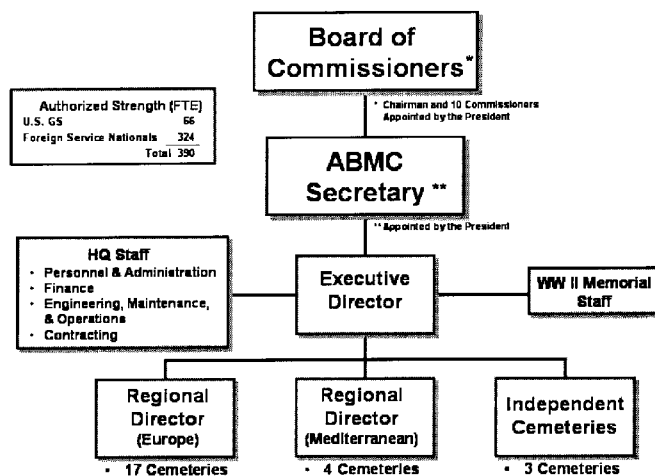 Board of
Commissioners*
* Chairman and 10 Commissioners
Appointed by the President
Authorized Strength (FTE)
U.S. GS 66
Foreign Service Nationals 324
Total 390
ABMC
Secretary **
** Appointed by the President
HQ Staff
• Personnel & Administration
• Finance
• Engineering, Maintenance,
& Operations
• Contracting
Executive
Director
WW II Memorial
Staff
Regional
Director
(Europe)
• 17 Cemeteries
Regional
Director
(Mediterranean)
• 4 Cemeteries
Independent
Cemeteries
• 3 Cemeteries